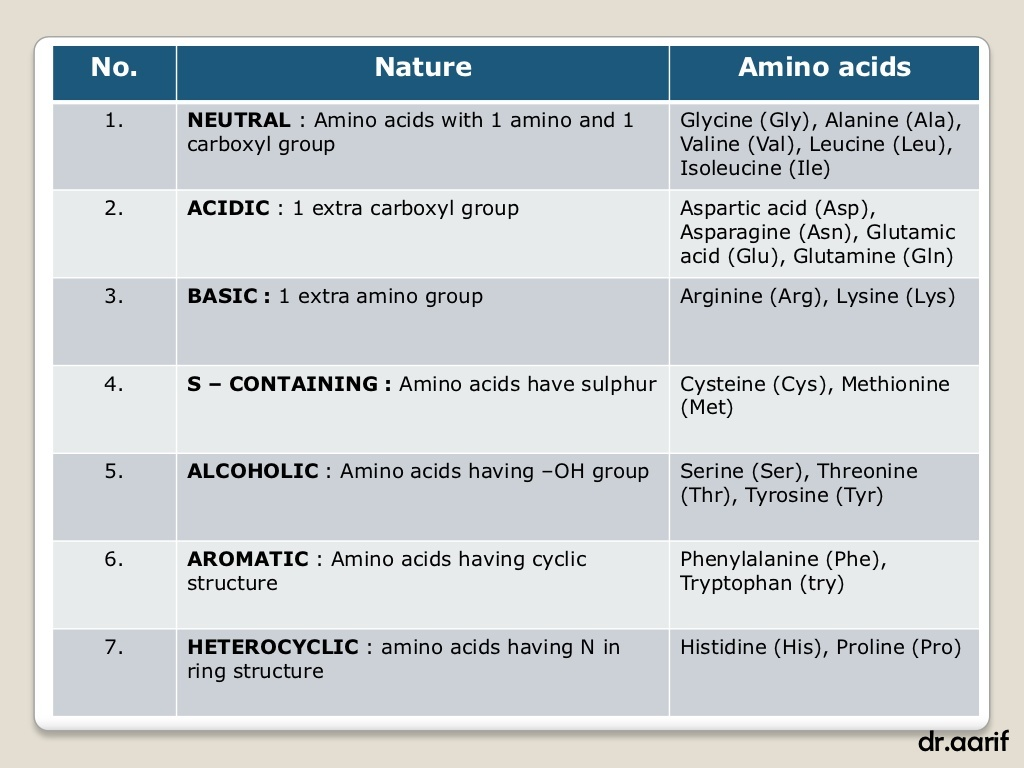 No. Nature Amino acids
1. NEUTRAL : Amino acids with 1 amino and 1 carboxyl group Glycine (Gly), Alanine (Ala), Valine (Val), Leucine (Leu), Isoleucine (Ile)
2. ACIDIC : 1 extra carboxyl group Aspartic acid (Asp), Asparagine (Asn), Glutamic acid (Glu), Glutamine (Gln)
3. BASIC : 1 extra amino group Arginine (Arg), Lysine (Lys)
4. S – CONTAINING : Amino acids have sulphur Cysteine (Cys), Methionine (Met)
5. ALCOHOLIC : Amino acids having –OH group Serine (Ser), Threonine (Thr), Tyrosine (Tyr)
6. AROMATIC : Amino acids having cyclic structure Phenylalanine (Phe), Tryptophan (try)
7. HETEROCYCLIC : amino acids having N in ring structure Histidine (His), Proline (Pro)
dr.aarif